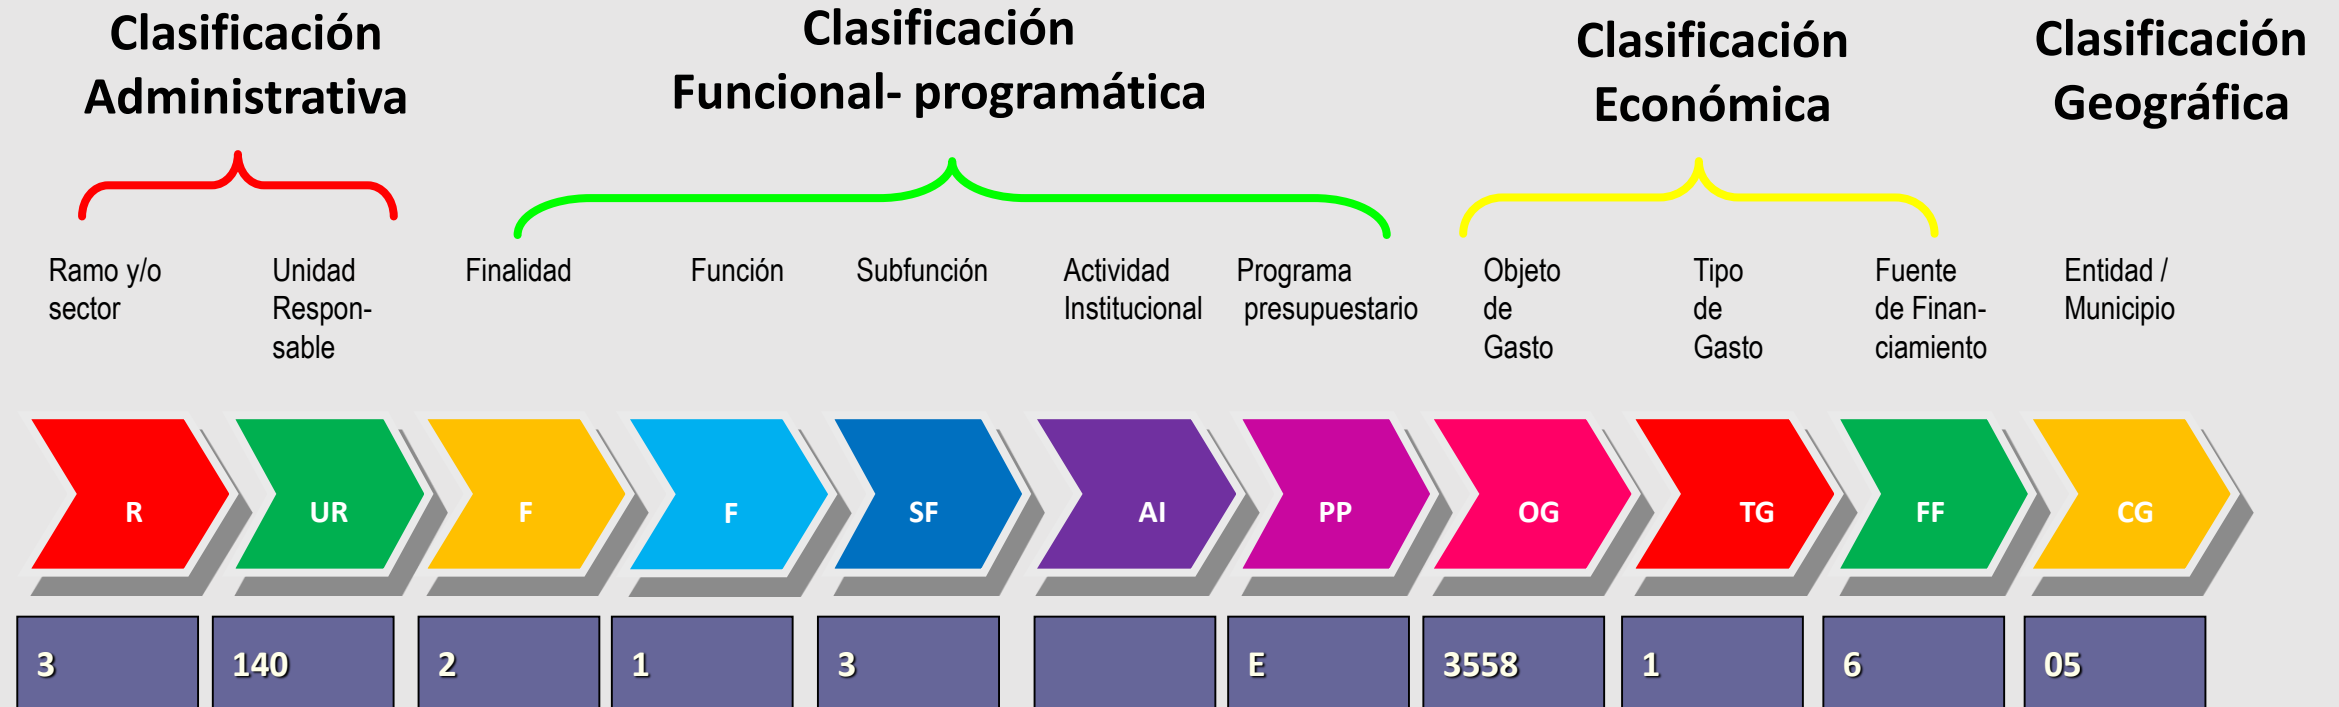 Clasificación
Administrativa
Clasificación
Funcional- programática
Clasificación
Económica
Clasificación
Geográfica
Ramo y/o
sector
Unidad
Respon-
sable
Finalidad
Función
Subfunción
Actividad
Institucional
Programa
presupuestario
Objeto
de
Gasto
Tipo
de
Gasto
Fuente
de Finan-
ciamiento
Entidad /
Municipio
R
UR
F
F
SF
AI
PP
OG
TG
FF
CG
3
140
2
1
3
E
3558
1
6
05